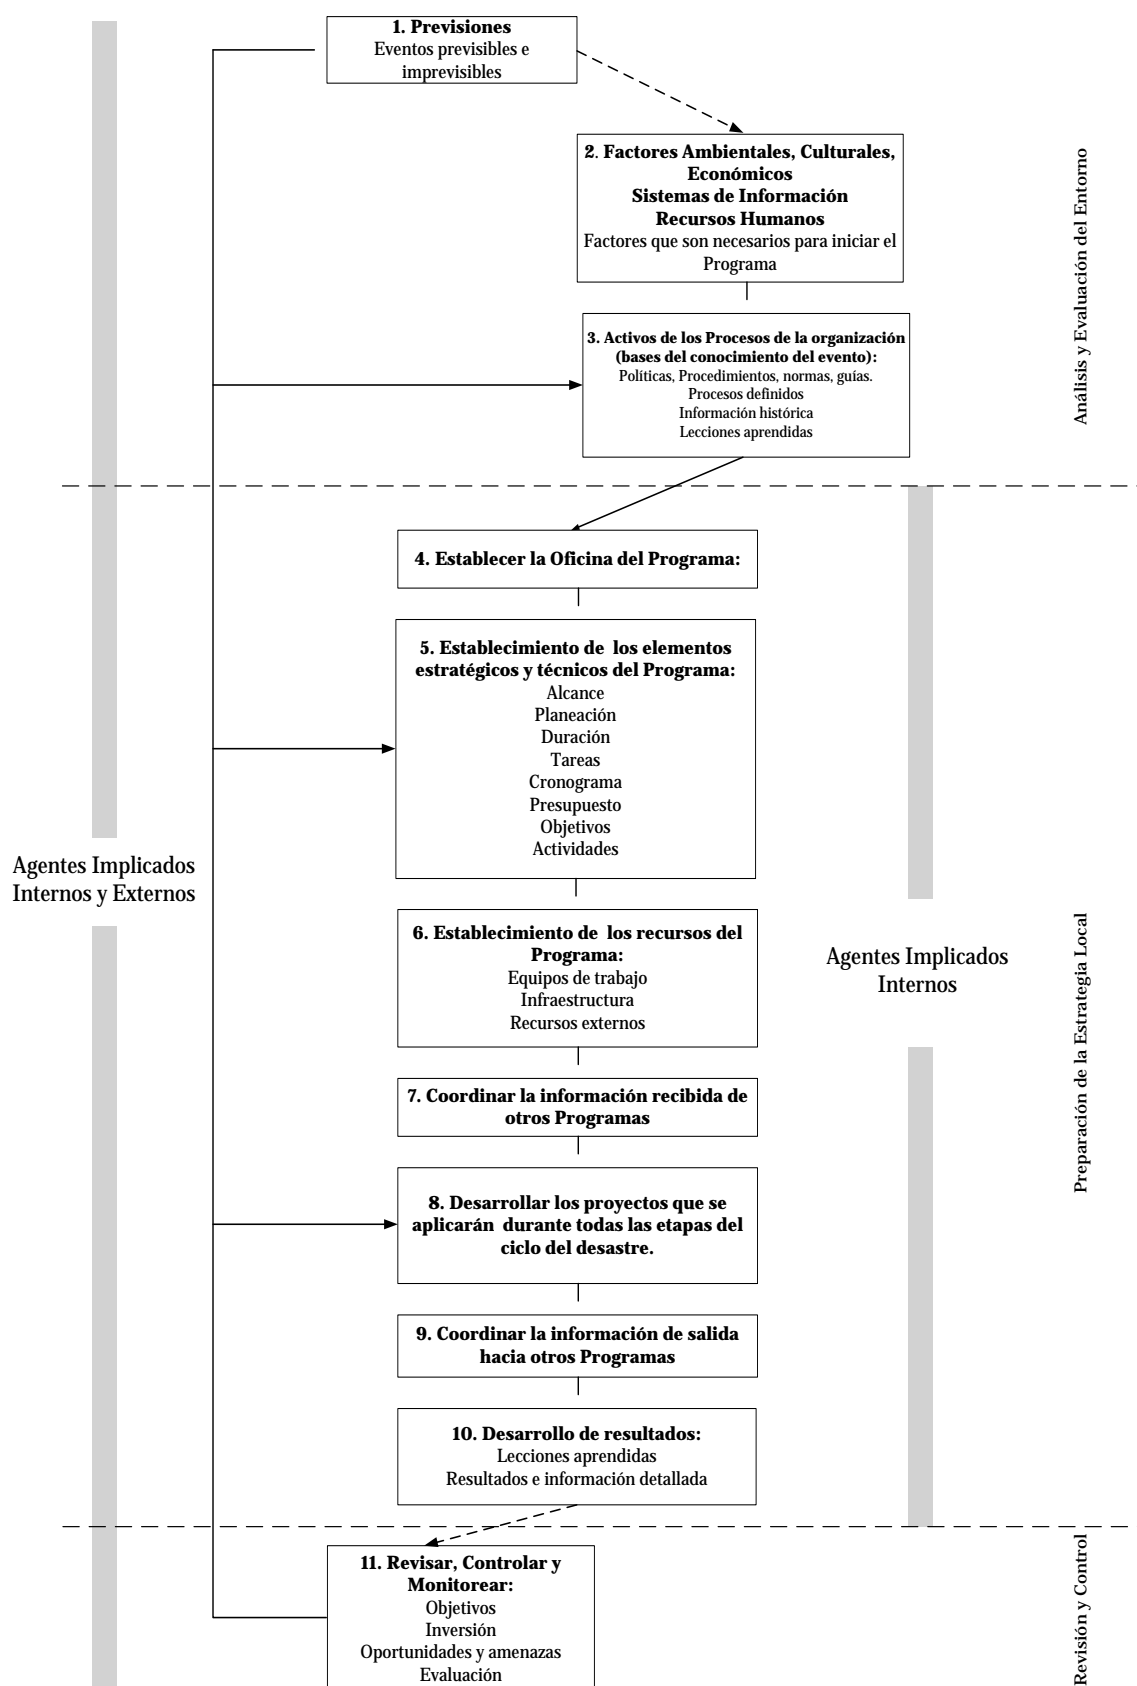 1. Previsiones
Eventos previsibles e
imprevisibles
2. Factores Ambientales, Culturales,
Económicos
Sistemas de Información
Recursos Humanos
Factores que son necesarios para iniciar el
Programa
3. Activos de los Procesos de la organización
(bases del conocimiento del evento):
Políticas, Procedimientos, normas, guías.
Procesos definidos
Información histórica
Lecciones aprendidas
Análisis y Evaluación del Entorno
4. Establecer la Oficina del Programa:
5. Establecimiento de los elementos
estratégicos y técnicos del Programa:
Alcance
Planeación
Duración
Tareas
Cronograma
Presupuesto
Objetivos
Actividades
Agentes Implicados
Internos y Externos
6. Establecimiento de los recursos del
Programa:
Equipos de trabajo
Infraestructura
Recursos externos
Agentes Implicados
Internos
Preparación de la Estrategia Local
7. Coordinar la información recibida de
otros Programas
8. Desarrollar los proyectos que se
aplicarán durante todas las etapas del
ciclo del desastre.
9. Coordinar la información de salida
hacia otros Programas
10. Desarrollo de resultados:
Lecciones aprendidas
Resultados e información detallada
11. Revisar, Controlar y
Monitorear:
Objetivos
Inversión
Oportunidades y amenazas
Evaluación
Revisión y Control